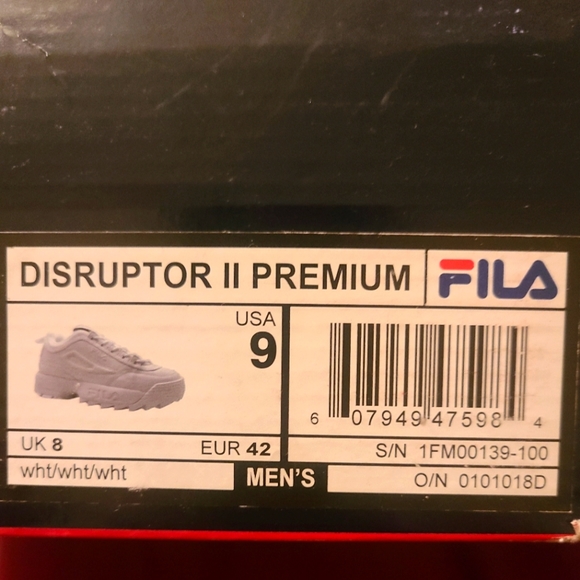 DISRUPTOR II PREMIUM FILA
USA
9
6 07949 47598 4
UK 8 EUR 42
S/N 1FM00139-100
wht/wht/wht MEN'S O/N 0101018D